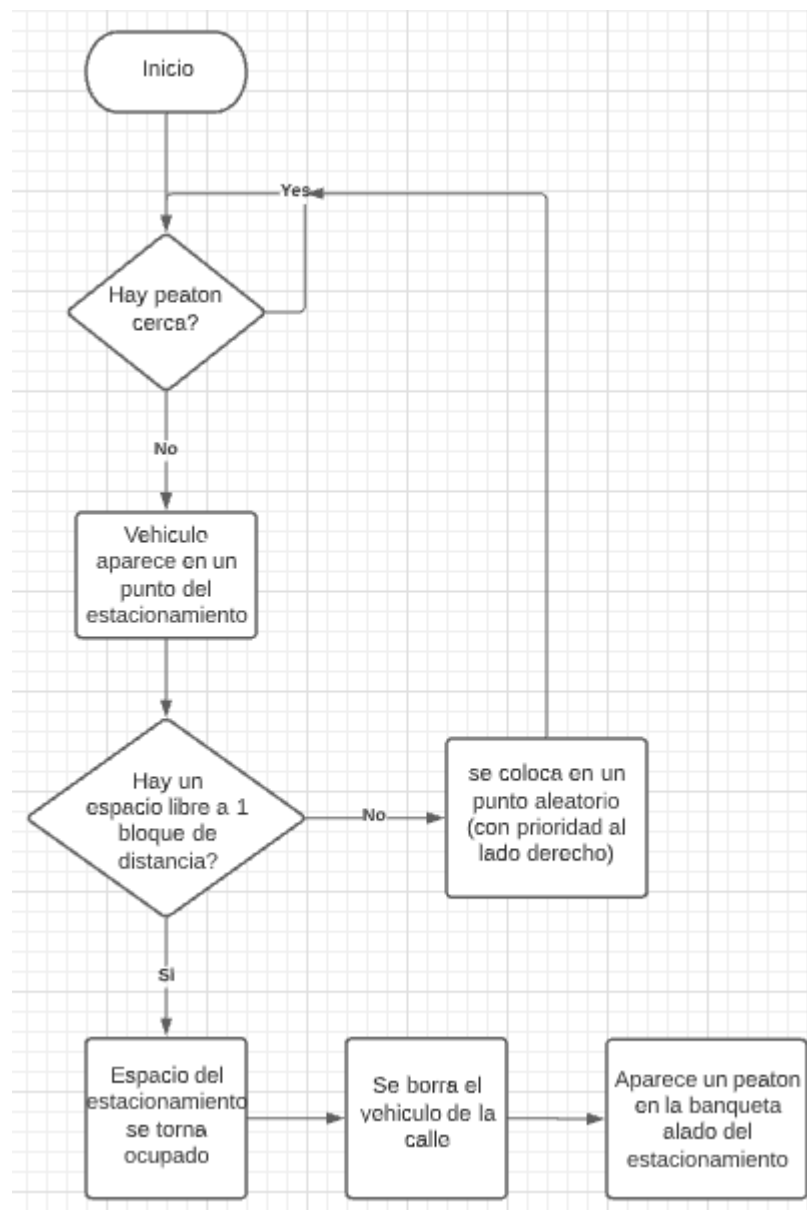 Inicio
Yes
Hay peaton
cerca?
No
Vehiculo
aparece en un
punto del
estacionamiento
Hay un
espacio libre a 1
bloque de
distancia?
No
se coloca en un
punto aleatorio
(con prioridad al
lado derecho)
Si
Espacio del
estacionamiento
se torna
ocupado
Se borra el
vehiculo de la
calle
Aparece un peaton
en la banqueta
alado del
estacionamiento